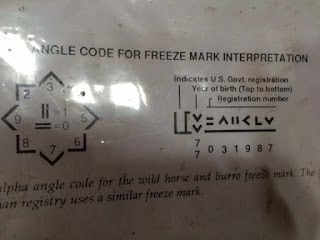 ANGLE CODE FOR FREEZE MARK INTERPRETATION
Indicates U.S. Govt. registration
Year of birth (Top to bottom)
Registration number
2 3
9 || = 1 5
= = 0
8 7 6
7
7 0 3 1 9 8 7
alpha angle code for the wild horse and burro freeze mark. The
ian registry uses a similar freeze mark.